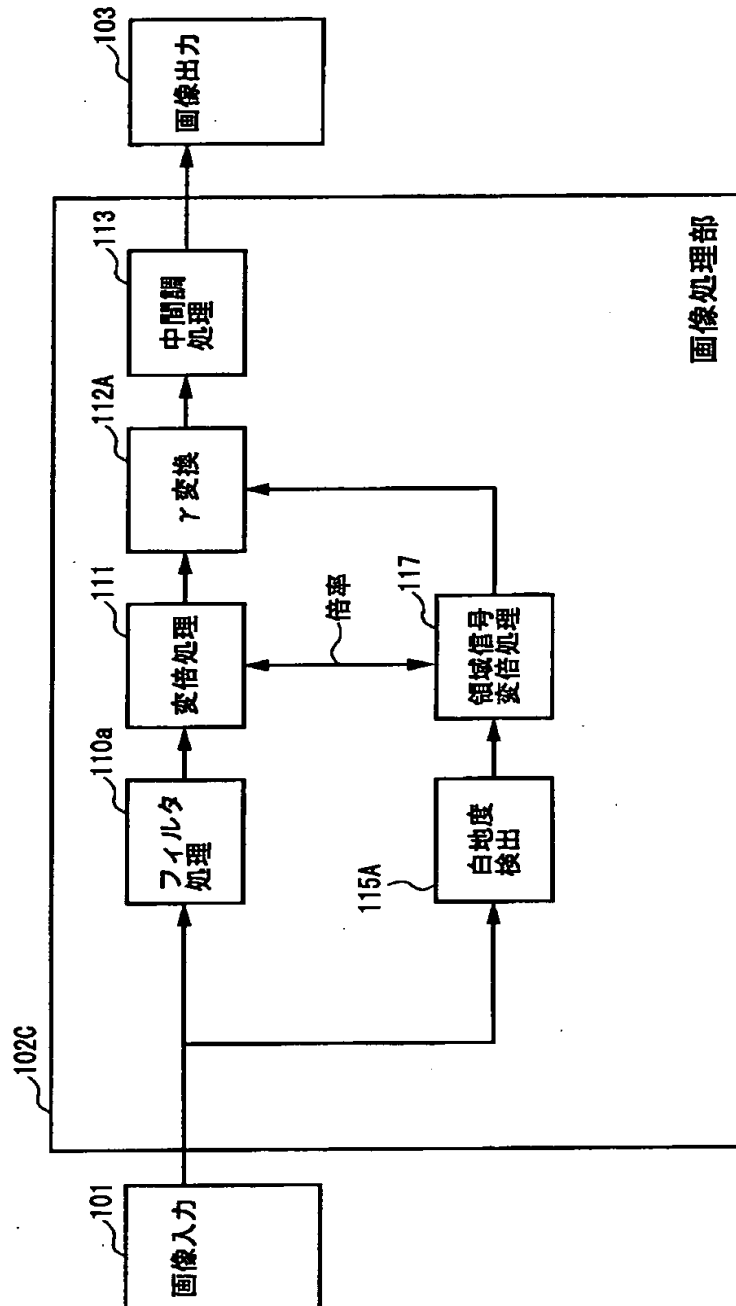 102C
101
画像入力
110a
フィルタ
処理
111
変倍処理
112A
γ変換
113
中間調
処理
103
画像出力
倍率
115A
白地度
検出
117
領域信号
変倍処理
画像処理部